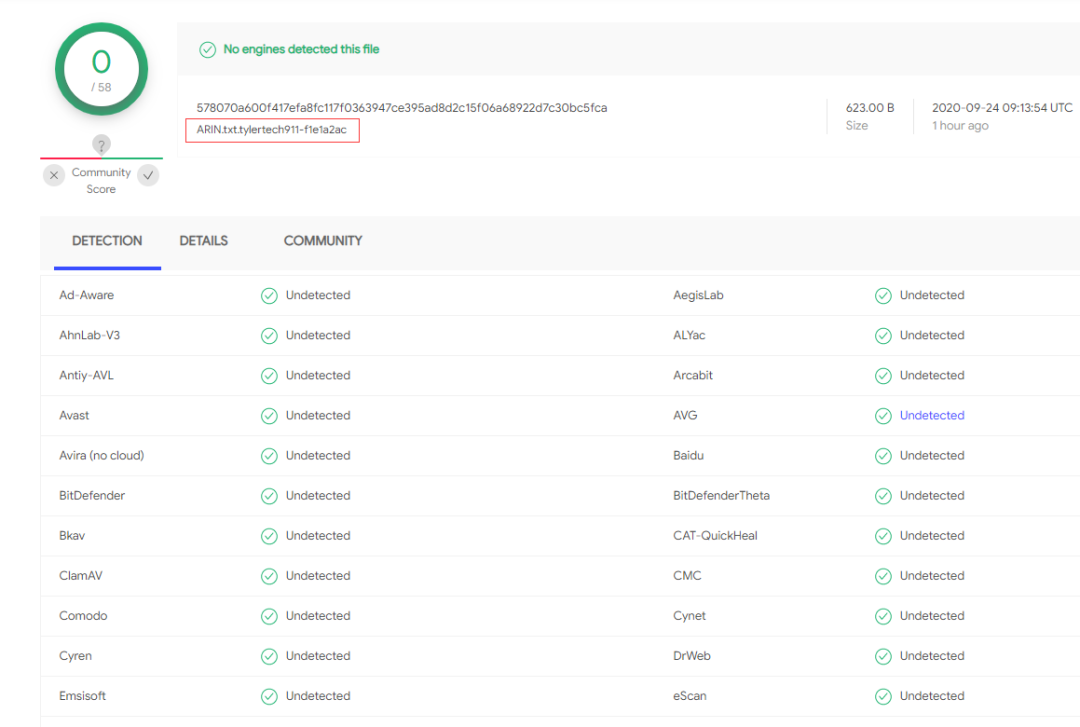 0
/ 58
?
Community
Score
No engines detected this file
578070a600f417efa8fc117f0363947ce395ad8d2c15f06a68922d7c30bc5fca
ARIN.txt.tylertech911-f1e1a2ac
623.00 B
Size
2020-09-24 09:13:54 UTC
1 hour ago
DETECTION DETAILS COMMUNITY
Ad-Aware Undetected AegisLab Undetected
AhnLab-V3 Undetected ALYac Undetected
Antiy-AVL Undetected Arcabit Undetected
Avast Undetected AVG Undetected
Avira (no cloud) Undetected Baidu Undetected
BitDefender Undetected BitDefenderTheta Undetected
Bkav Undetected CAT-QuickHeal Undetected
ClamAV Undetected CMC Undetected
Comodo Undetected Cynet Undetected
Cyren Undetected DrWeb Undetected
Emsisoft Undetected eScan Undetected